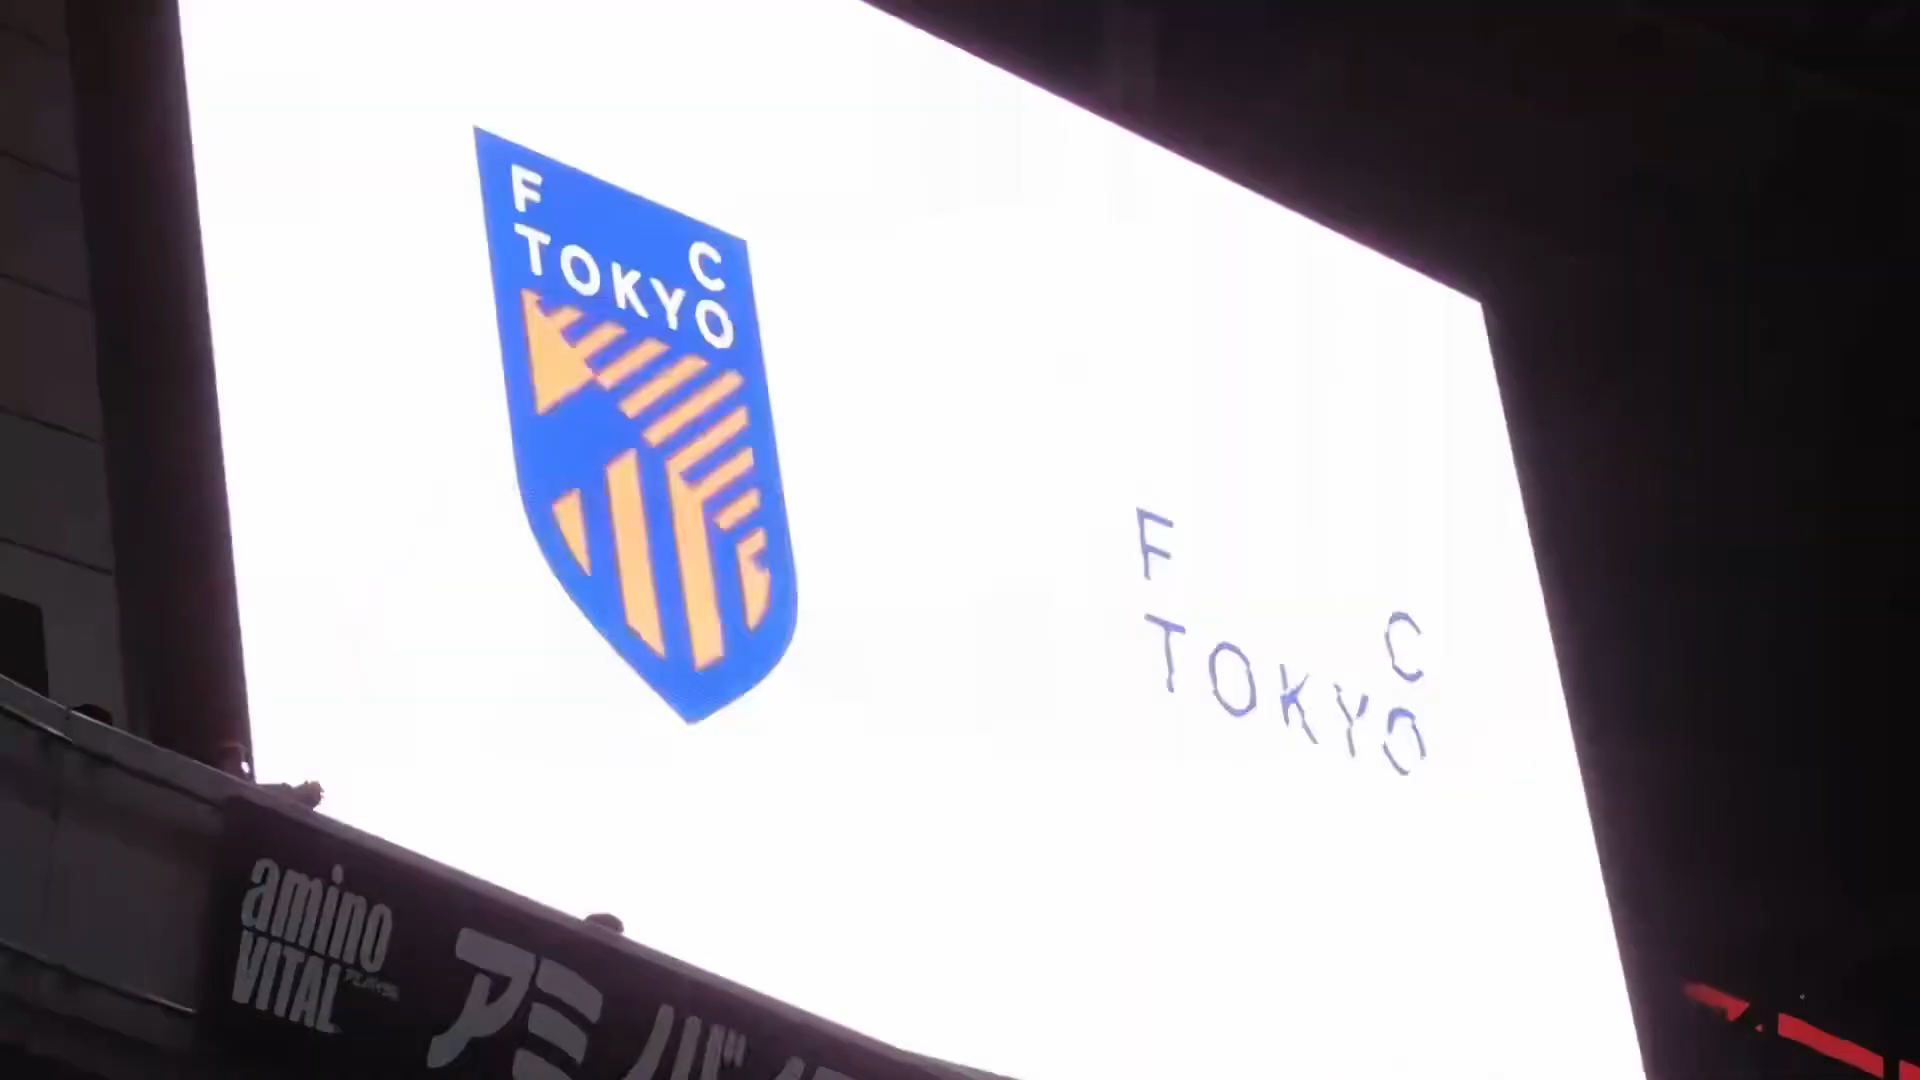 F
C
TOKYO
F
C
TOKYO
amino
VITAL
アミノバイ